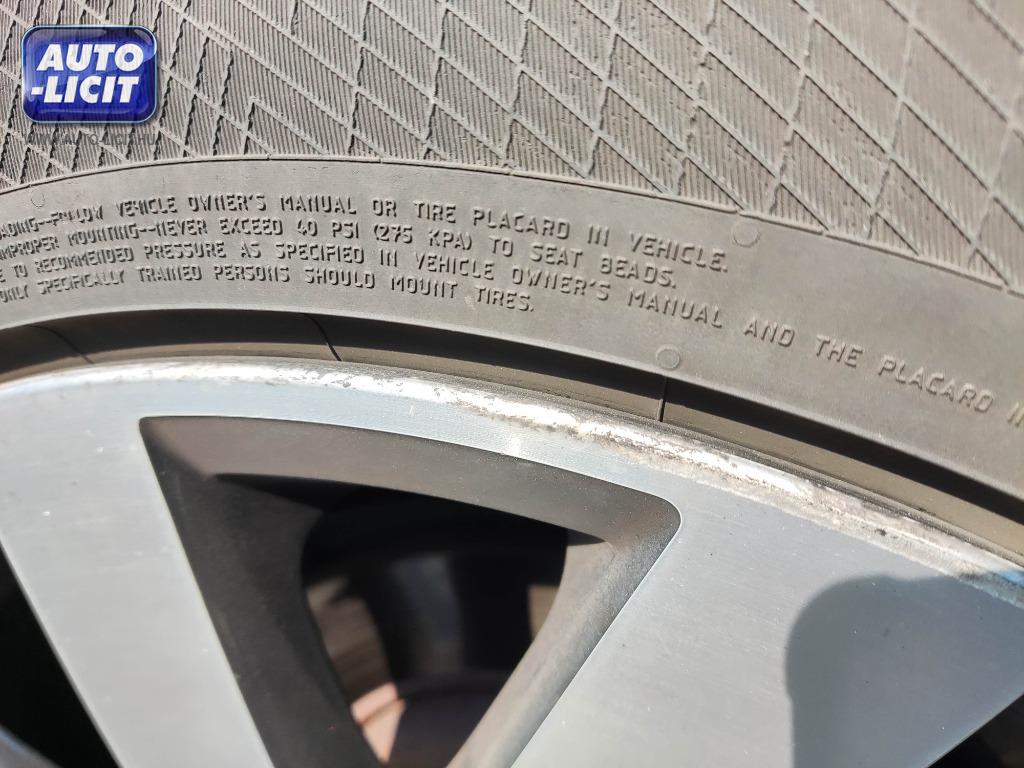 AUTO
-LICIT
VEHICLE OWNER'S MANUAL OR TIRE PLACARD IN VEHICLE.
IMPROPER MOUNTING--NEVER EXCEED 40 PSI (275 KPA) TO SEAT BEADS.
TO RECOMMENDED PRESSURE AS SPECIFIED IN VEHICLE OWNER'S MANUAL AND THE PLACARD
ONLY SPECIFICALLY TRAINED PERSONS SHOULD MOUNT TIRES.